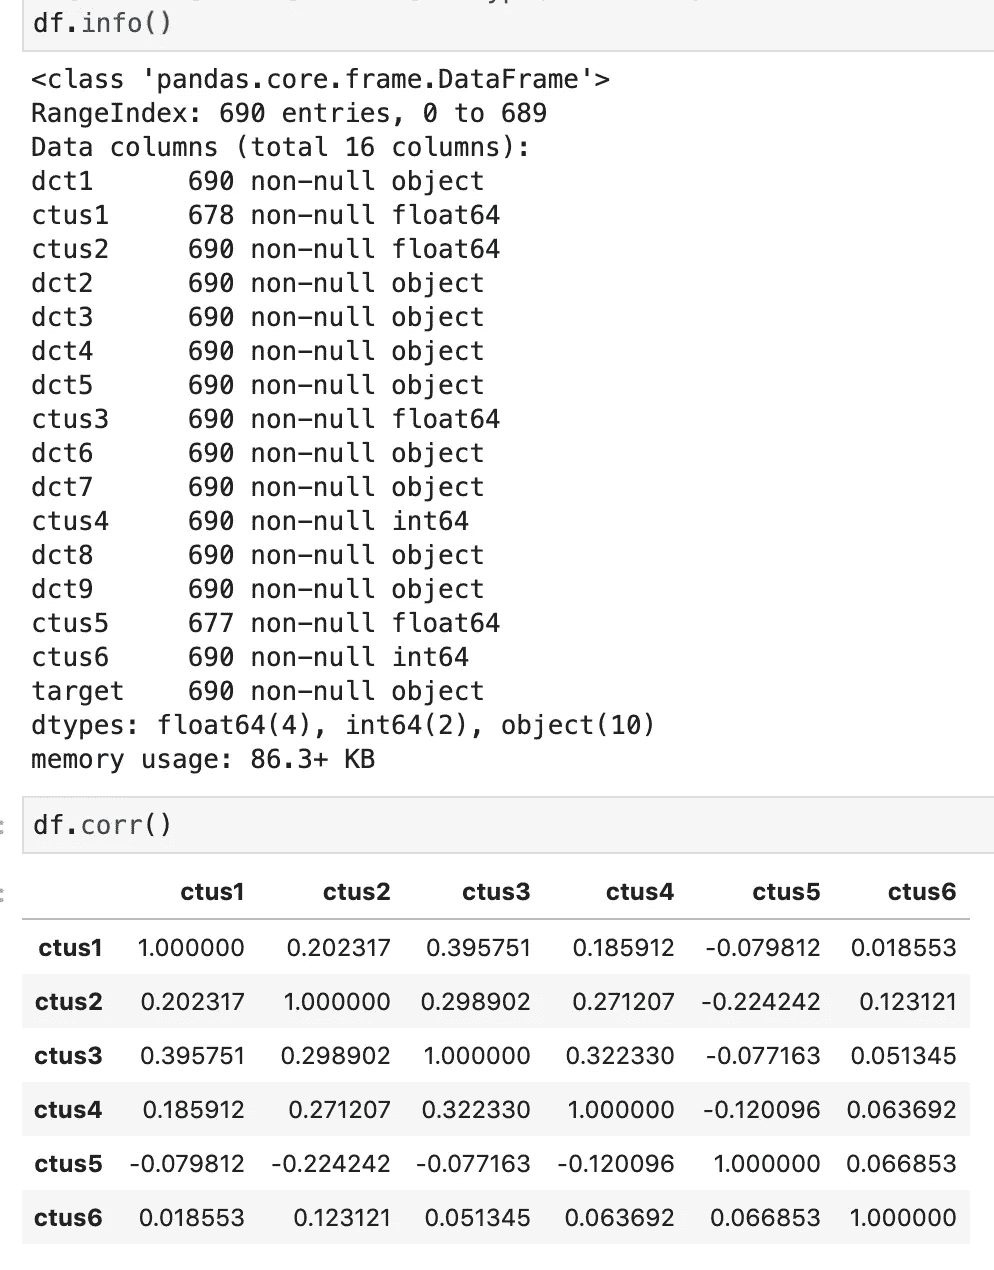 df.info()
<class 'pandas.core.frame.DataFrame'>
RangeIndex: 690 entries, 0 to 689
Data columns (total 16 columns):
dct1      690 non-null object
ctus1     678 non-null float64
ctus2     690 non-null float64
dct2      690 non-null object
dct3      690 non-null object
dct4      690 non-null object
dct5      690 non-null object
ctus3     690 non-null float64
dct6      690 non-null object
dct7      690 non-null object
ctus4     690 non-null int64
dct8      690 non-null object
dct9      690 non-null object
ctus5     677 non-null float64
ctus6     690 non-null int64
target    690 non-null object
dtypes: float64(4), int64(2), object(10)
memory usage: 86.3+ KB
df.corr()
ctus1 ctus2 ctus3 ctus4 ctus5 ctus6
ctus1 1.000000 0.202317 0.395751 0.185912 -0.079812 0.018553
ctus2 0.202317 1.000000 0.298902 0.271207 -0.224242 0.123121
ctus3 0.395751 0.298902 1.000000 0.322330 -0.077163 0.051345
ctus4 0.185912 0.271207 0.322330 1.000000 -0.120096 0.063692
ctus5 -0.079812 -0.224242 -0.077163 -0.120096 1.000000 0.066853
ctus6 0.018553 0.123121 0.051345 0.063692 0.066853 1.000000